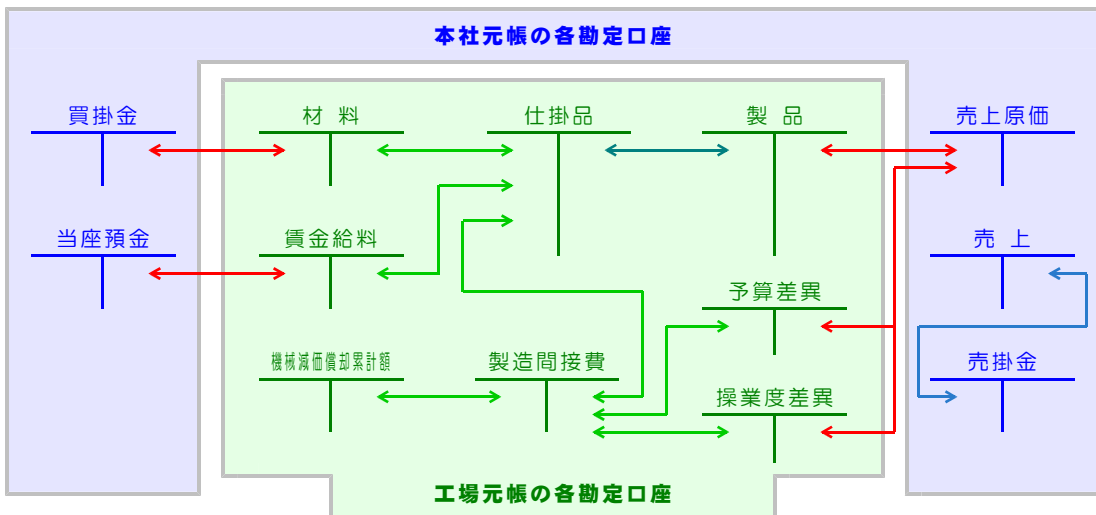 本社元帳の各勘定口座
買掛金
材 料
仕掛品
製 品
売上原価
当座預金
賃金給料
売 上
予算差異
機械減価償却累計額
製造間接費
売掛金
操業度差異
工場元帳の各勘定口座